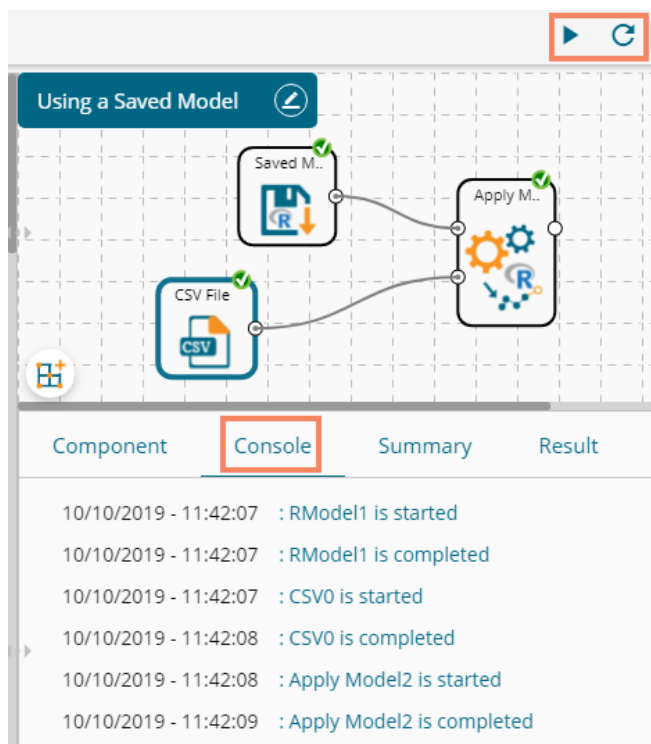 Using a Saved Model
Saved M..
R
Apply M..
R
CSV File
CSV
Component Console Summary Result
10/10/2019 - 11:42:07 : RModel1 is started
10/10/2019 - 11:42:07 : RModel1 is completed
10/10/2019 - 11:42:07 : CSV0 is started
10/10/2019 - 11:42:08 : CSV0 is completed
10/10/2019 - 11:42:08 : Apply Model2 is started
10/10/2019 - 11:42:09 : Apply Model2 is completed